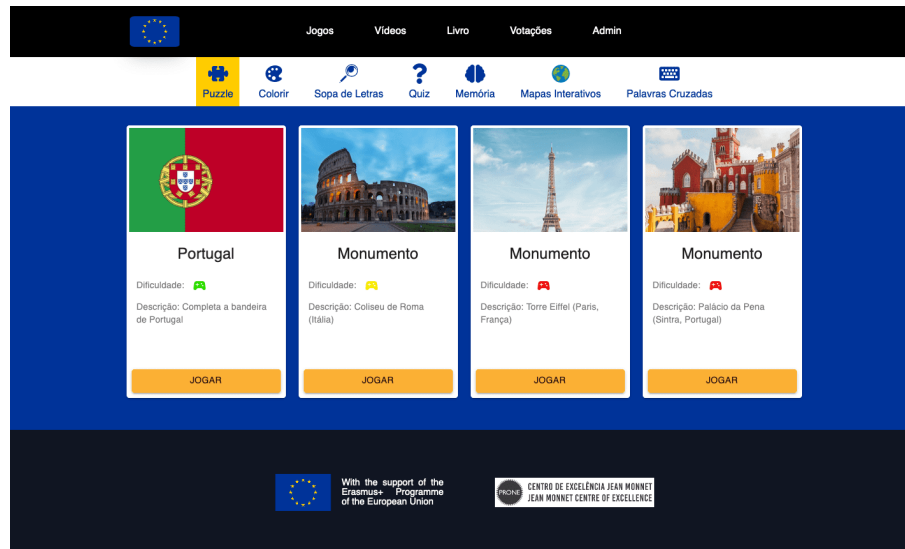 Jogos Vídeos Livro Votações Admin
Puzzle Colorir Sopa de Letras Quiz Memória Mapas Interativos Palavras Cruzadas
Portugal
Dificuldade:
Descrição: Completa a bandeira
de Portugal
JOGAR
Monumento
Dificuldade:
Descrição: Coliseu de Roma
(Itália)
JOGAR
Monumento
Dificuldade:
Descrição: Torre Eiffel (Paris,
França)
JOGAR
Monumento
Dificuldade:
Descrição: Palácio da Pena
(Sintra, Portugal)
JOGAR
With the support of the
Erasmus+ Programme
of the European Union
PRONE
CENTRO DE EXCELÊNCIA JEAN MONNET
JEAN MONNET CENTRE OF EXCELLENCE